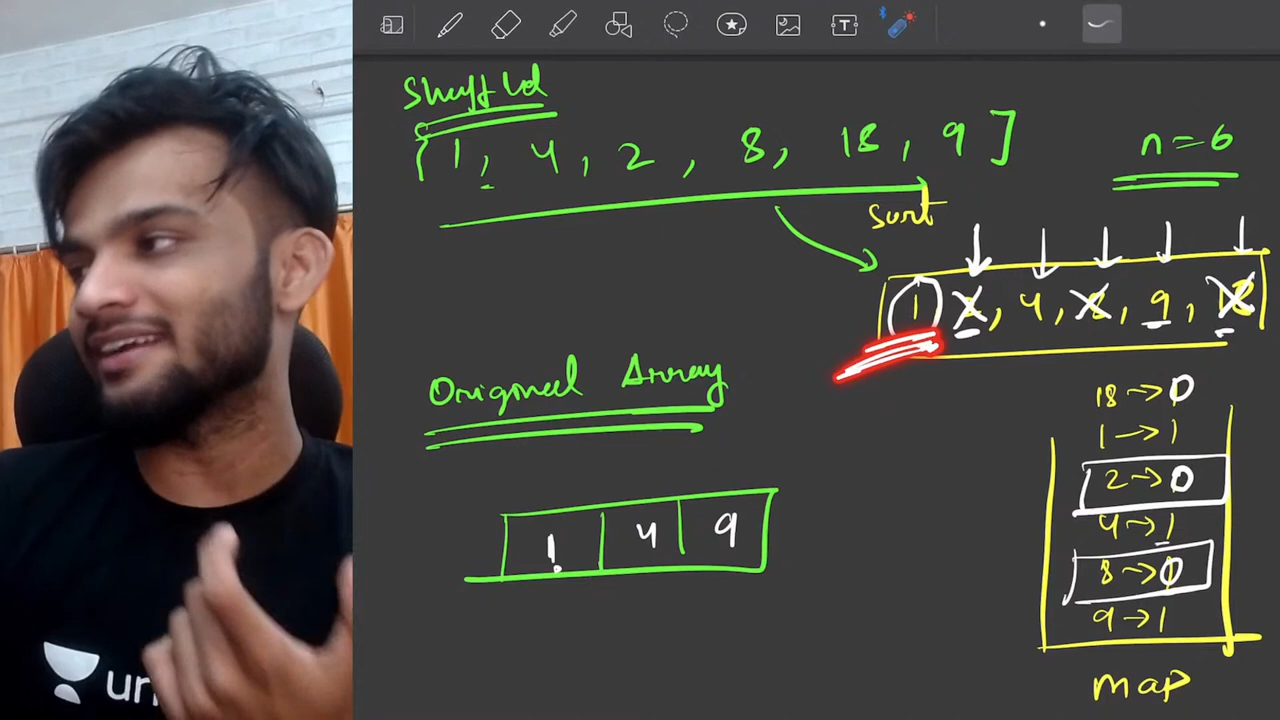 Shuffled
[1, 4, 2, 8, 18, 9]
n=6
sort
1 2, 4, 8, 9, 18
Original Array
1 4 9
18→0
1→1
2→0
4→1
8→0
9→1
map
un
T